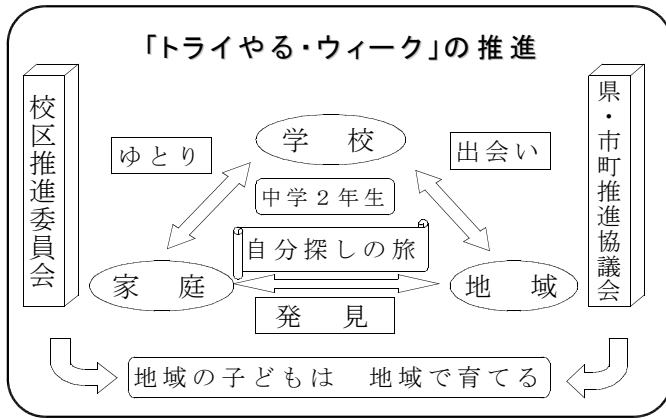 「トライやる・ウィーク」の推進
校区推進委員会
県・市町推進協議会
学　校
ゆとり
出会い
中学２年生
自分探しの旅
家　庭
地　域
発　見
地域の子どもは　地域で育てる